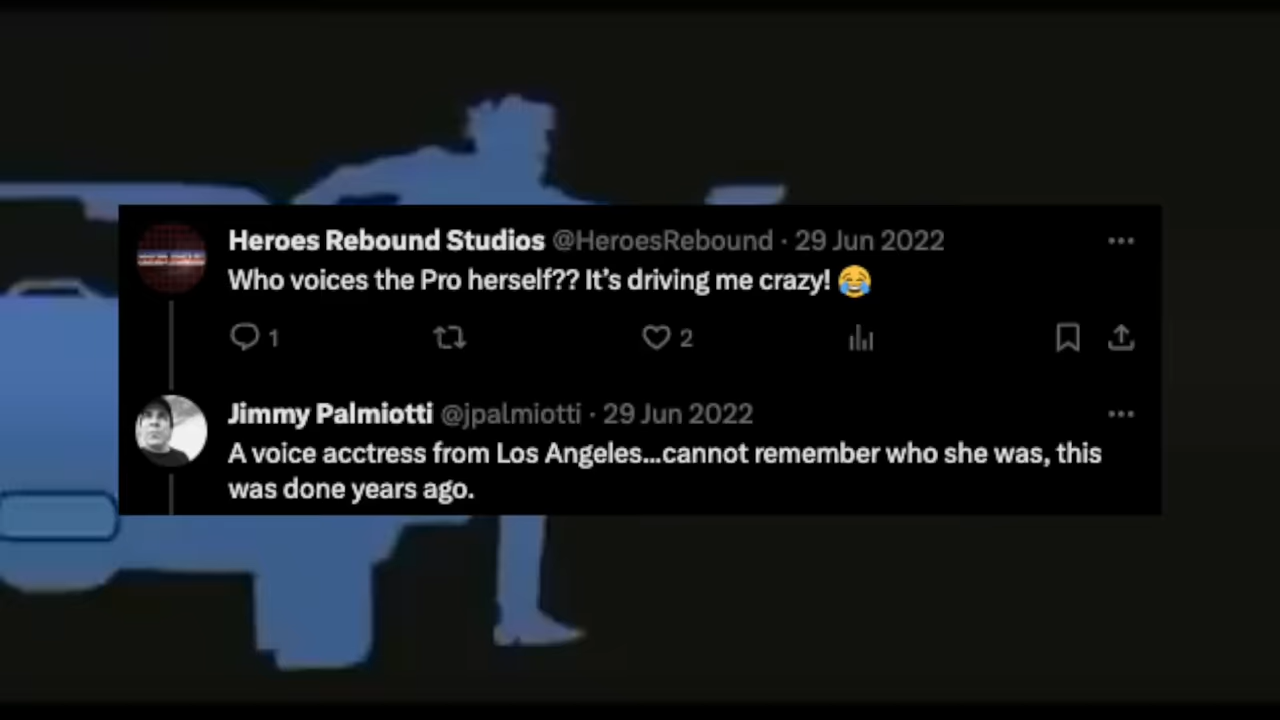 Heroes Rebound Studios @HeroesRebound · 29 Jun 2022
Who voices the Pro herself?? It’s driving me crazy! 😂
1 2
Jimmy Palmiotti @jpalmiotti · 29 Jun 2022
A voice acctress from Los Angeles...cannot remember who she was, this
was done years ago.